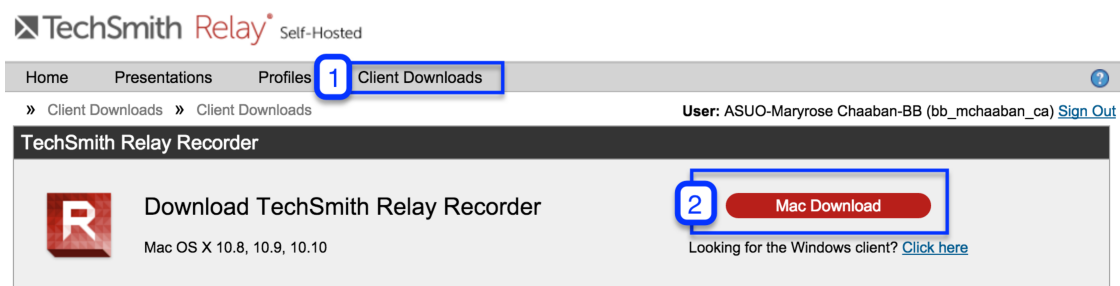 TechSmith Relay® Self-Hosted
Home Presentations Profiles 1 Client Downloads ?
» Client Downloads » Client Downloads User: ASUO-Maryrose Chaaban-BB (bb_mchaaban_ca) Sign Out
TechSmith Relay Recorder
R Download TechSmith Relay Recorder 2 Mac Download
Mac OS X 10.8, 10.9, 10.10 Looking for the Windows client? Click here